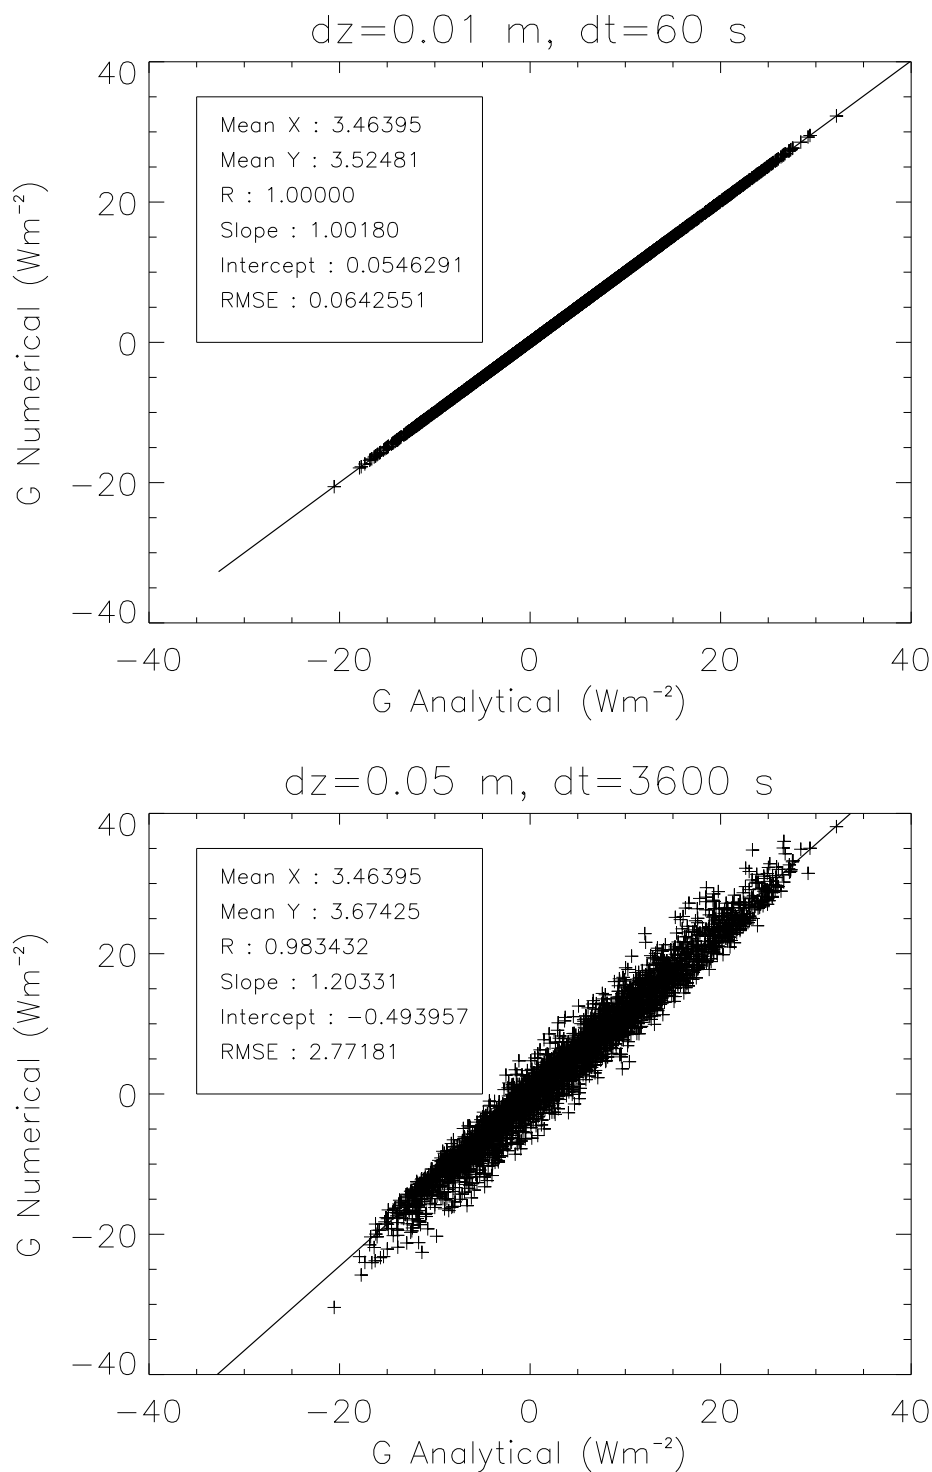 dz=0.01 m, dt=60 s
G Numerical (Wm⁻²)
40
20
0
−20
−40
Mean X : 3.46395
Mean Y : 3.52481
R : 1.00000
Slope : 1.00180
Intercept : 0.0546291
RMSE : 0.0642551
−40 −20 0 20 40
G Analytical (Wm⁻²)
dz=0.05 m, dt=3600 s
G Numerical (Wm⁻²)
40
20
0
−20
−40
Mean X : 3.46395
Mean Y : 3.67425
R : 0.983432
Slope : 1.20331
Intercept : −0.493957
RMSE : 2.77181
−40 −20 0 20 40
G Analytical (Wm⁻²)